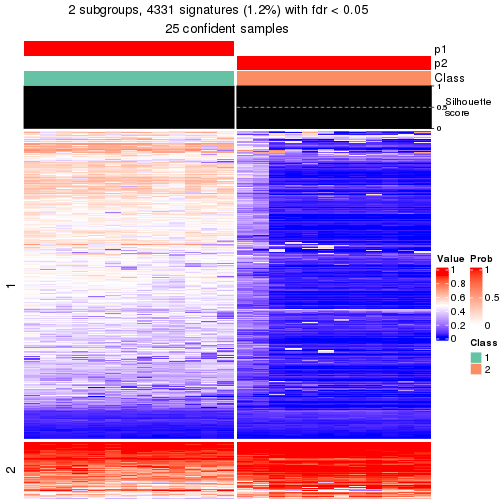 2 subgroups, 4331 signatures (1.2%) with fdr < 0.05
25 confident samples
p1
p2
Class
1
0.5
0
Silhouette
score
1
2
Value
1
0.8
0.6
0.4
0.2
0
Prob
1
0.5
0
Class
1
2